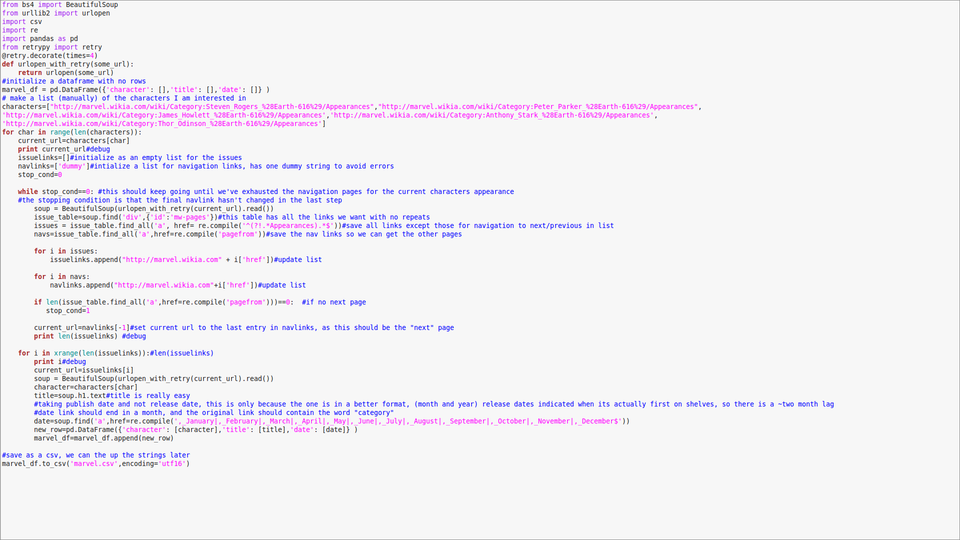 from bs4 import BeautifulSoup
from urllib2 import urlopen
import csv
import re
import pandas as pd
from retrypy import retry
@retry.decorate(times=4)
def urlopen_with_retry(some_url):
    return urlopen(some_url)
#initialize a dataframe with no rows
marvel_df = pd.DataFrame({'character': [],'title': [],'date': []} )
# make a list (manually) of the characters I am interested in
characters=["http://marvel.wikia.com/wiki/Category:Steven_Rogers_%28Earth-616%29/Appearances","http://marvel.wikia.com/wiki/Category:Peter_Parker_%28Earth-616%29/Appearances",
'http://marvel.wikia.com/wiki/Category:James_Howlett_%28Earth-616%29/Appearances','http://marvel.wikia.com/wiki/Category:Anthony_Stark_%28Earth-616%29/Appearances',
'http://marvel.wikia.com/wiki/Category:Thor_Odinson_%28Earth-616%29/Appearances']
for char in range(len(characters)):
    current_url=characters[char]
    print current_url#debug
    issuelinks=[]#initialize as an empty list for the issues
    navlinks=['dummy']#intialize a list for navigation links, has one dummy string to avoid errors
    stop_cond=0
    while stop_cond==0: #this should keep going until we've exhausted the navigation pages for the current characters appearance
    #the stopping condition is that the final navlink hasn't changed in the last step
        soup = BeautifulSoup(urlopen_with_retry(current_url).read())
        issue_table=soup.find('div',{'id':'mw-pages'})#this table has all the links we want with no repeats
        issues = issue_table.find_all('a', href= re.compile('^(?!.*Appearances).*$'))#save all links except those for navigation to next/previous in list
        navs=issue_table.find_all('a',href=re.compile('pagefrom'))#save the nav links so we can get the other pages
        for i in issues:
            issuelinks.append("http://marvel.wikia.com" + i['href'])#update list
        for i in navs:
            navlinks.append("http://marvel.wikia.com"+i['href'])#update list
        if len(issue_table.find_all('a',href=re.compile('pagefrom')))==0:  #if no next page
           stop_cond=1
        current_url=navlinks[-1]#set current url to the last entry in navlinks, as this should be the "next" page
        print len(issuelinks) #debug
    for i in xrange(len(issuelinks)):#len(issuelinks)
        print i#debug
        current_url=issuelinks[i]
        soup = BeautifulSoup(urlopen_with_retry(current_url).read())
        character=characters[char]
        title=soup.h1.text#title is really easy
        #taking publish date and not release date, this is only because the one is in a better format, (month and year) release dates indicated when its actually first on shelves, so there is a ~two month lag
        #date link should end in a month, and the original link should contain the word "category"
        date=soup.find('a',href=re.compile(',_January|,_February|,_March|,_April|,_May|,_June|,_July|,_August|,_September|,_October|,_November|,_December$'))
        new_row=pd.DataFrame({'character': [character],'title': [title],'date': [date]} )
        marvel_df=marvel_df.append(new_row)
#save as a csv, we can the up the strings later
marvel_df.to_csv('marvel.csv',encoding='utf16')